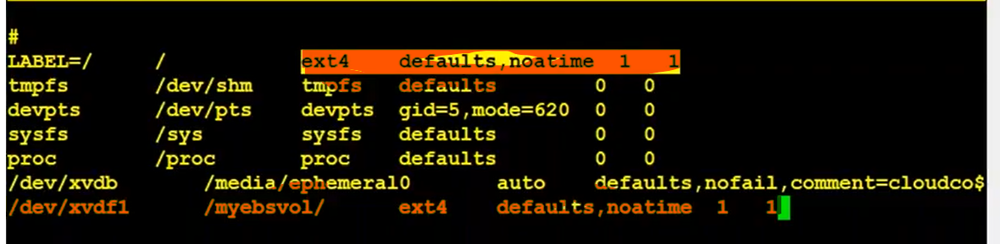 #
LABEL=/ / ext4 defaults,noatime 1 1
tmpfs /dev/shm tmpfs defaults 0 0
devpts /dev/pts devpts gid=5,mode=620 0 0
sysfs /sys sysfs defaults 0 0
proc /proc proc defaults 0 0
/dev/xvdb /media/ephemeral0 auto defaults,nofail,comment=cloudco$
/dev/xvdf1 /myebsvol/ ext4 defaults,noatime 1 1